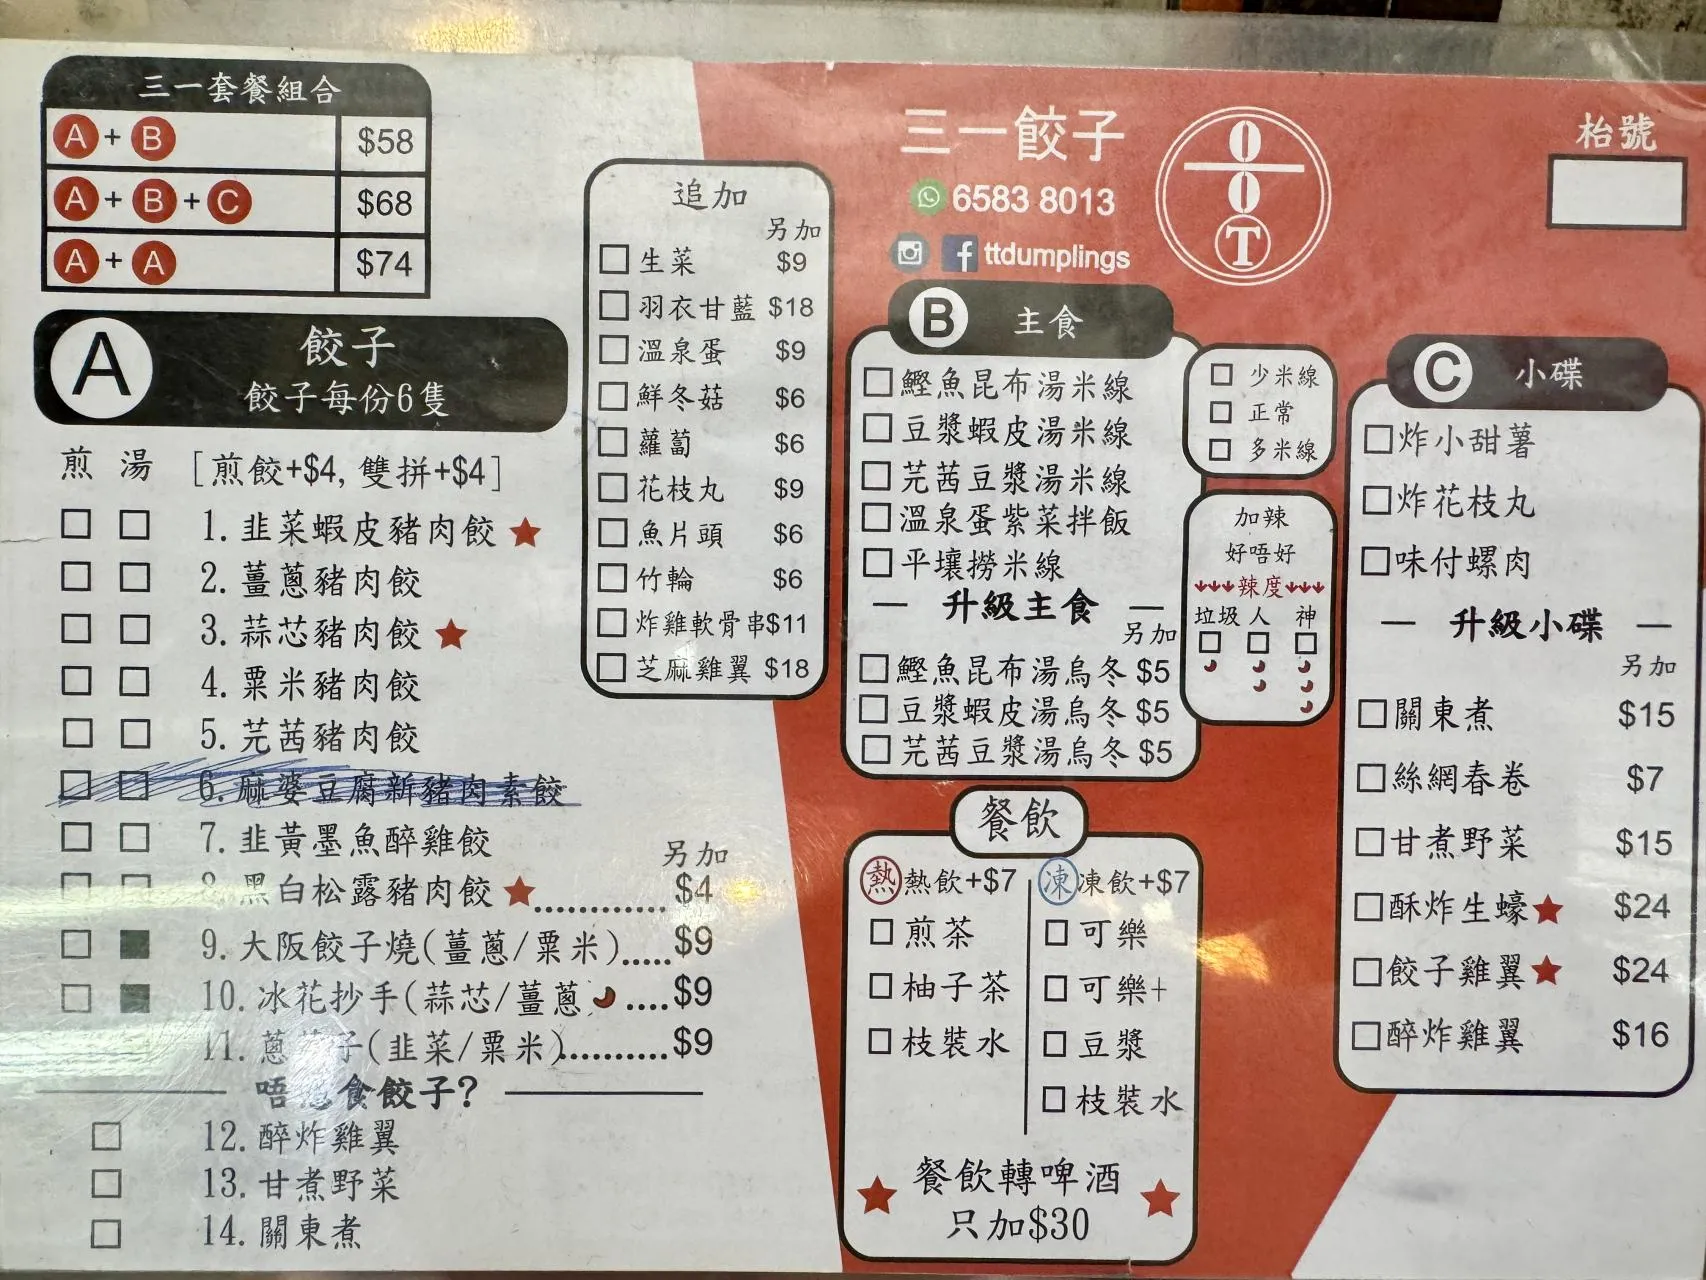 三一套餐組合
A + B $58
A + B + C $68
A + A $74
A 餃子
餃子每份6隻
煎 湯 [煎餃+$4, 雙拼+$4]
1. 韭菜蝦皮豬肉餃 ★
2. 薑蔥豬肉餃
3. 蒜芯豬肉餃 ★
4. 粟米豬肉餃
5. 芫茜豬肉餃
6. 麻婆豆腐新豬肉素餃
7. 韭黃墨魚醉雞餃
另加
8. 黑白松露豬肉餃 ★ $4
9. 大阪餃子燒(薑蔥/粟米) $9
10. 冰花抄手(蒜芯/薑蔥 $9
11. 蔥 子(韭菜/粟米) $9
唔 食餃子?
12. 醉炸雞翼
13. 甘煮野菜
14. 關東煮
追加
另加
生菜 $9
羽衣甘藍 $18
溫泉蛋 $9
鮮冬菇 $6
蘿蔔 $6
花枝丸 $9
魚片頭 $6
竹輪 $6
炸雞軟骨串 $11
芝麻雞翼 $18
三一餃子
6583 8013
ttdumplings
O
O
T
枱號
B 主食
鰹魚昆布湯米線
豆漿蝦皮湯米線
芫茜豆漿湯米線
溫泉蛋紫菜拌飯
平壤撈米線
— 升級主食 —
另加
鰹魚昆布湯烏冬 $5
豆漿蝦皮湯烏冬 $5
芫茜豆漿湯烏冬 $5
少米線
正常
多米線
加辣
好唔好
辣度
垃圾 人 神
餐飲
熱 熱飲+$7
煎茶
柚子茶
枝裝水
凍 凍飲+$7
可樂
可樂+
豆漿
枝裝水
★ 餐飲轉啤酒 ★
只加$30
C 小碟
炸小甜薯
炸花枝丸
味付螺肉
— 升級小碟 —
另加
關東煮 $15
絲網春卷 $7
甘煮野菜 $15
酥炸生蠔★ $24
餃子雞翼★ $24
醉炸雞翼 $16